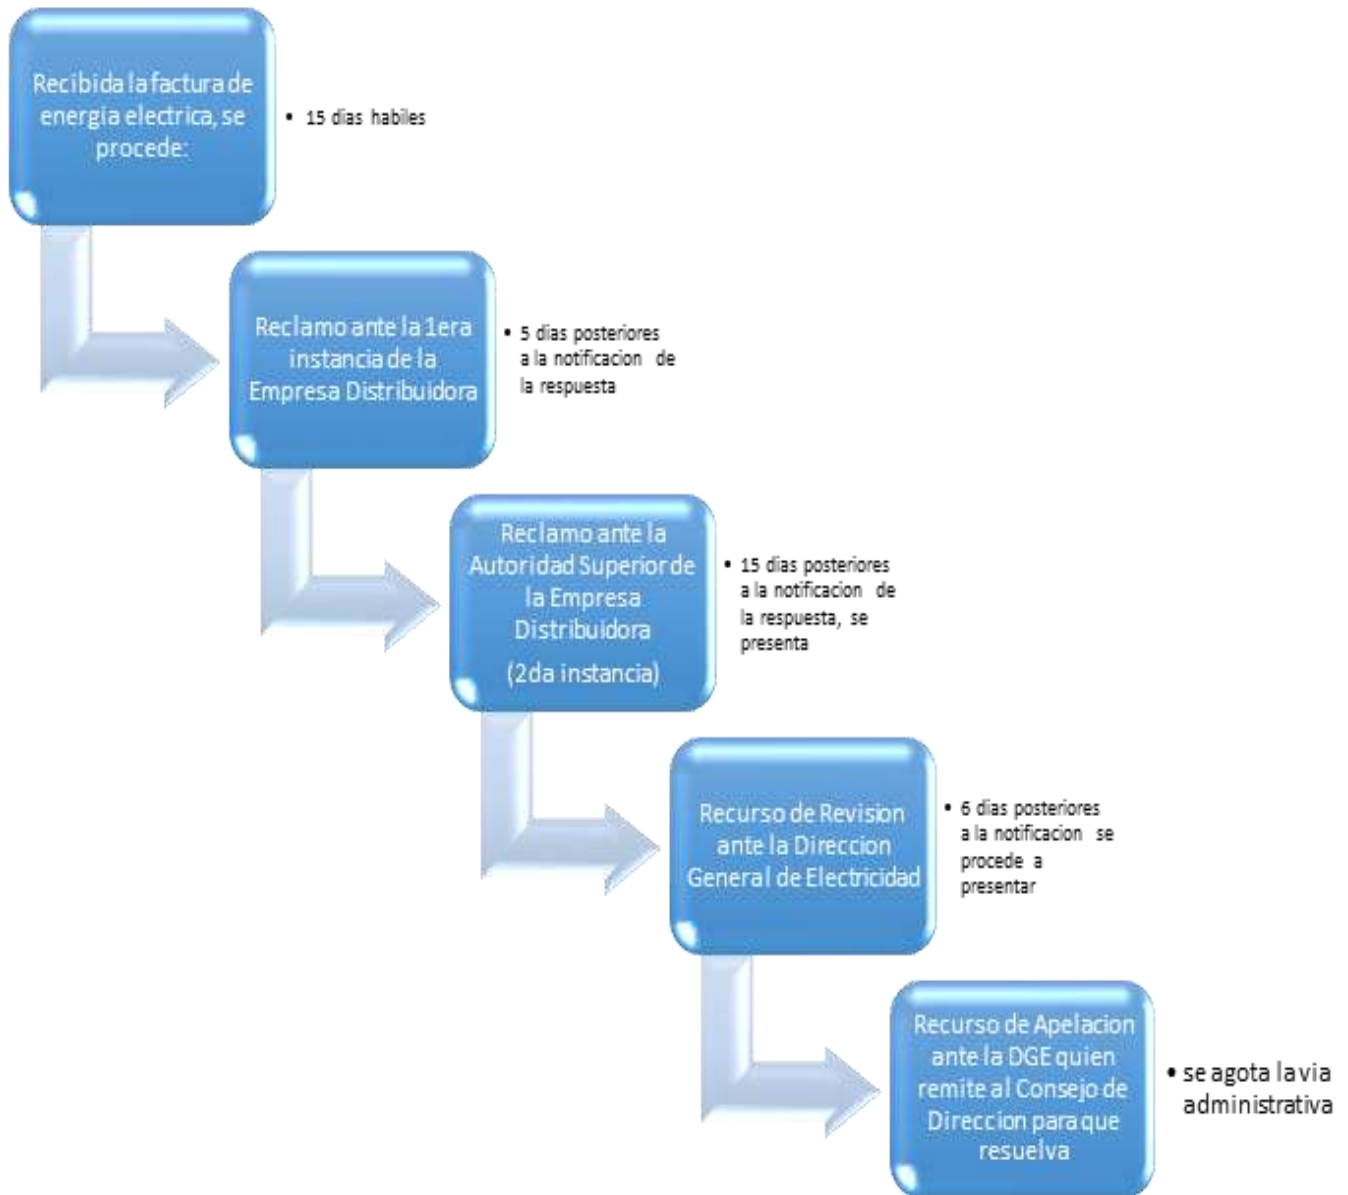 Recibida la factura de
energia electrica, se
procede:
• 15 dias habiles
Reclamo ante la 1era
instancia de la
Empresa Distribuidora
• 5 dias posteriores
a la notificacion de
la respuesta
Reclamo ante la
Autoridad Superior de
la Empresa
Distribuidora
(2da instancia)
• 15 dias posteriores
a la notificacion de
la respuesta, se
presenta
Recurso de Revision
ante la Direccion
General de Electricidad
• 6 dias posteriores
a la notificacion se
procede a
presentar
Recurso de Apelacion
ante la DGE quien
remite al Consejo de
Direccion para que
resuelva
• se agota la via
administrativa